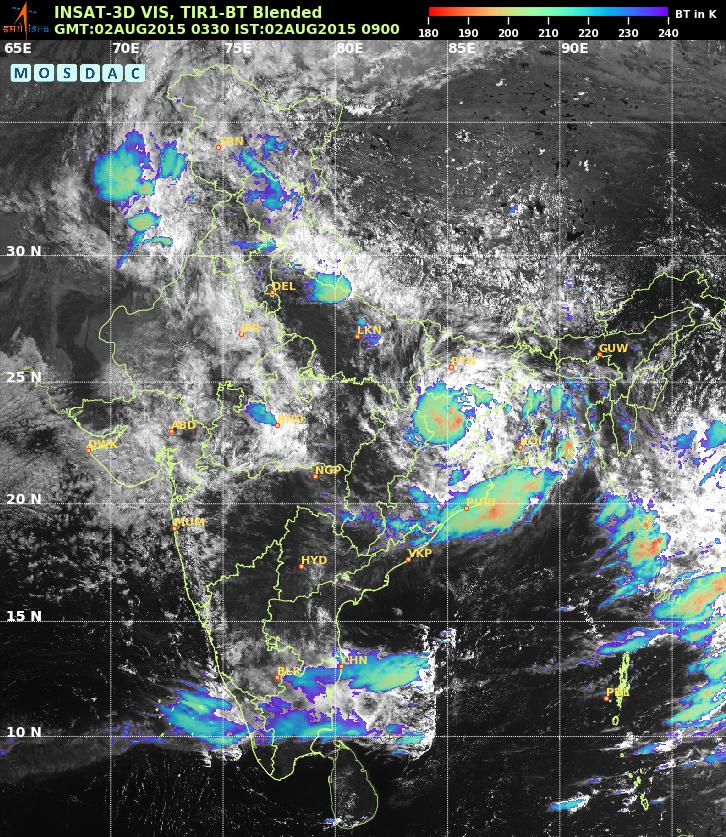 INSAT-3D VIS, TIR1-BT Blended
GMT:02AUG2015 0330 IST:02AUG2015 0900
BT in K
180 190 200 210 220 230 240
65E 70E 75E 80E 85E 90E
MOSDAC
SRN
30 N
DEL
JPR
LKN
GUW
PTN
25 N
ABD
BHO
DWK
KOL
NGP
20 N
PURI
MUM
VKP
HYD
15 N
CHN
BLR
PBL
10 N